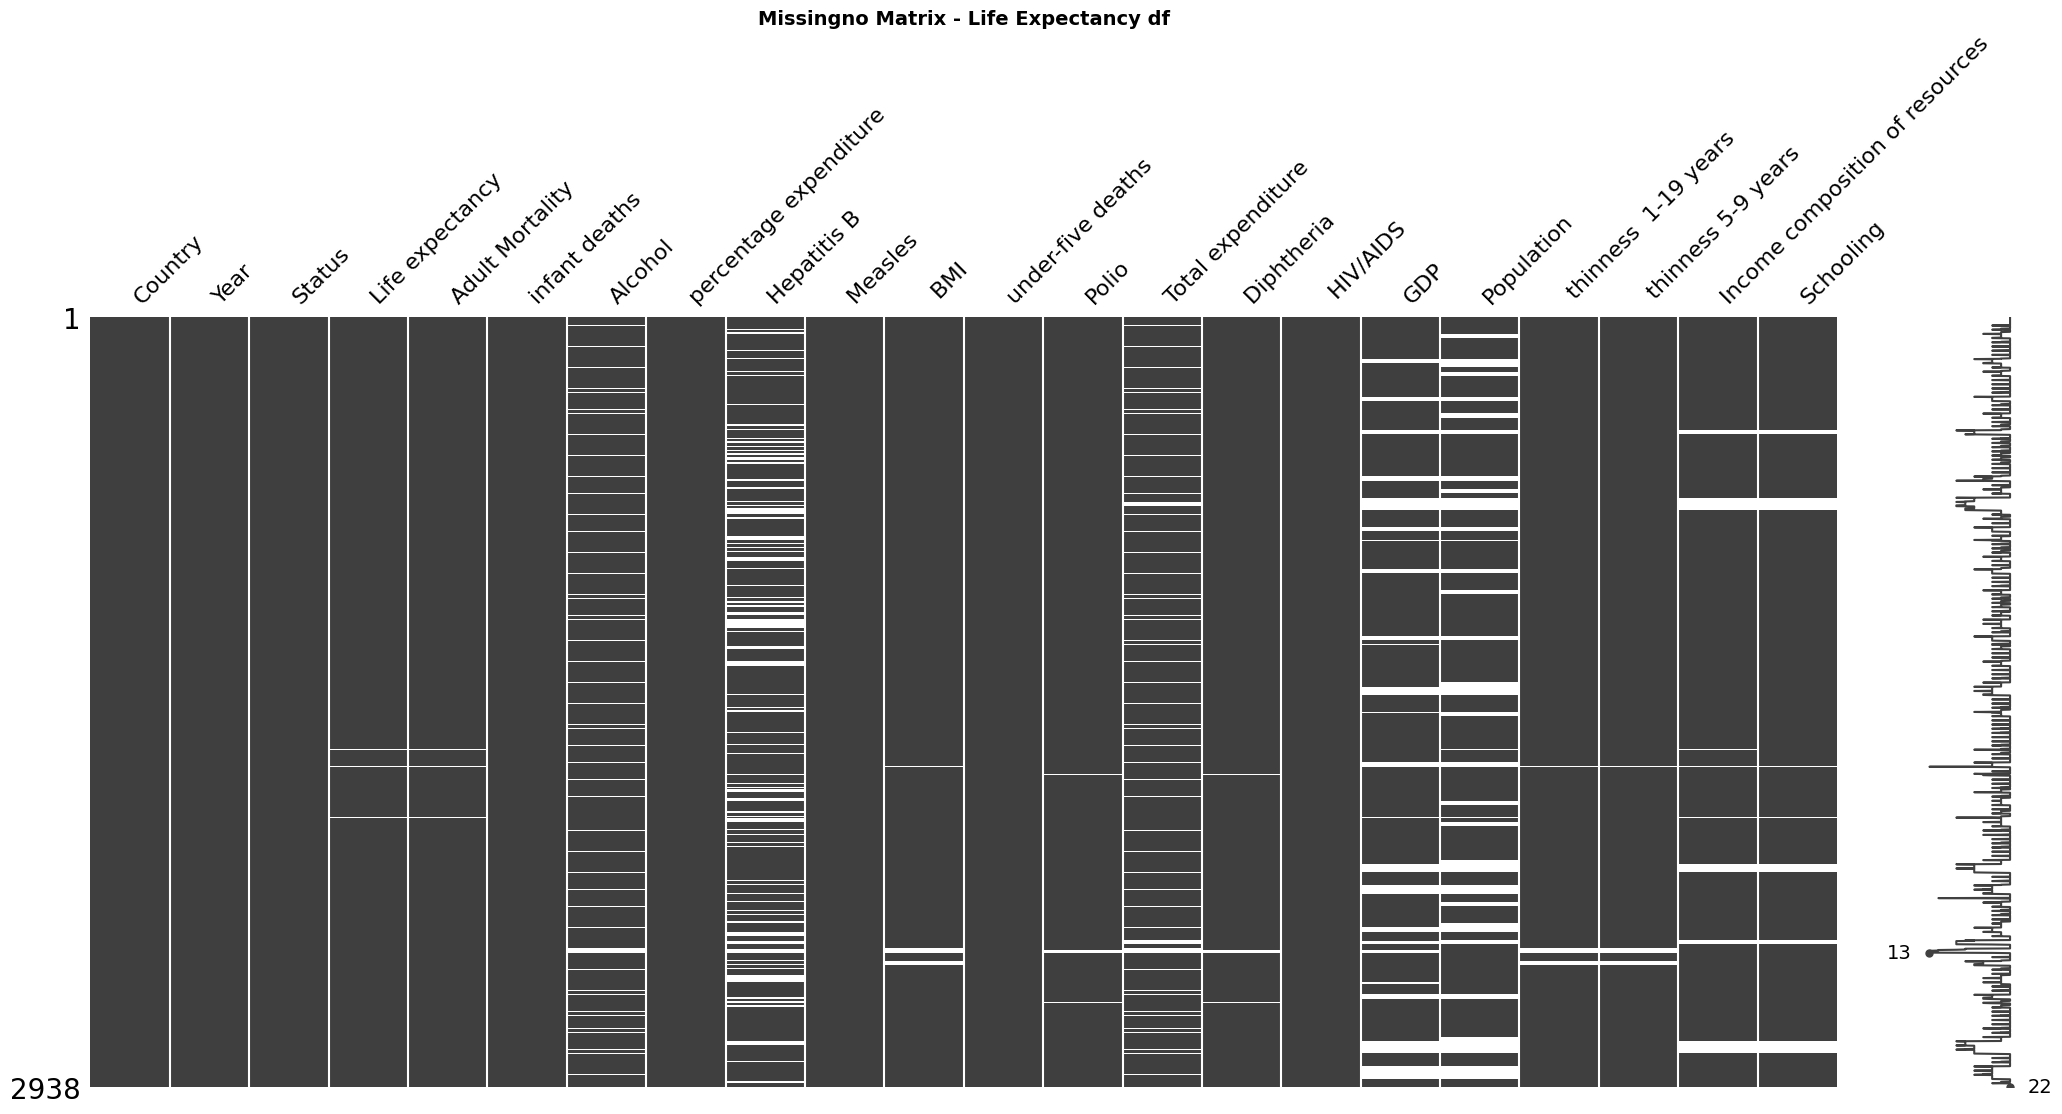 Missingno Matrix - Life Expectancy df
Country
Year
Status
Life expectancy
Adult Mortality
infant deaths
Alcohol
percentage expenditure
Hepatitis B
Measles
BMI
under-five deaths
Polio
Total expenditure
Diphtheria
HIV/AIDS
GDP
Population
thinness  1-19 years
thinness 5-9 years
Income composition of resources
Schooling
1
13
2938
22